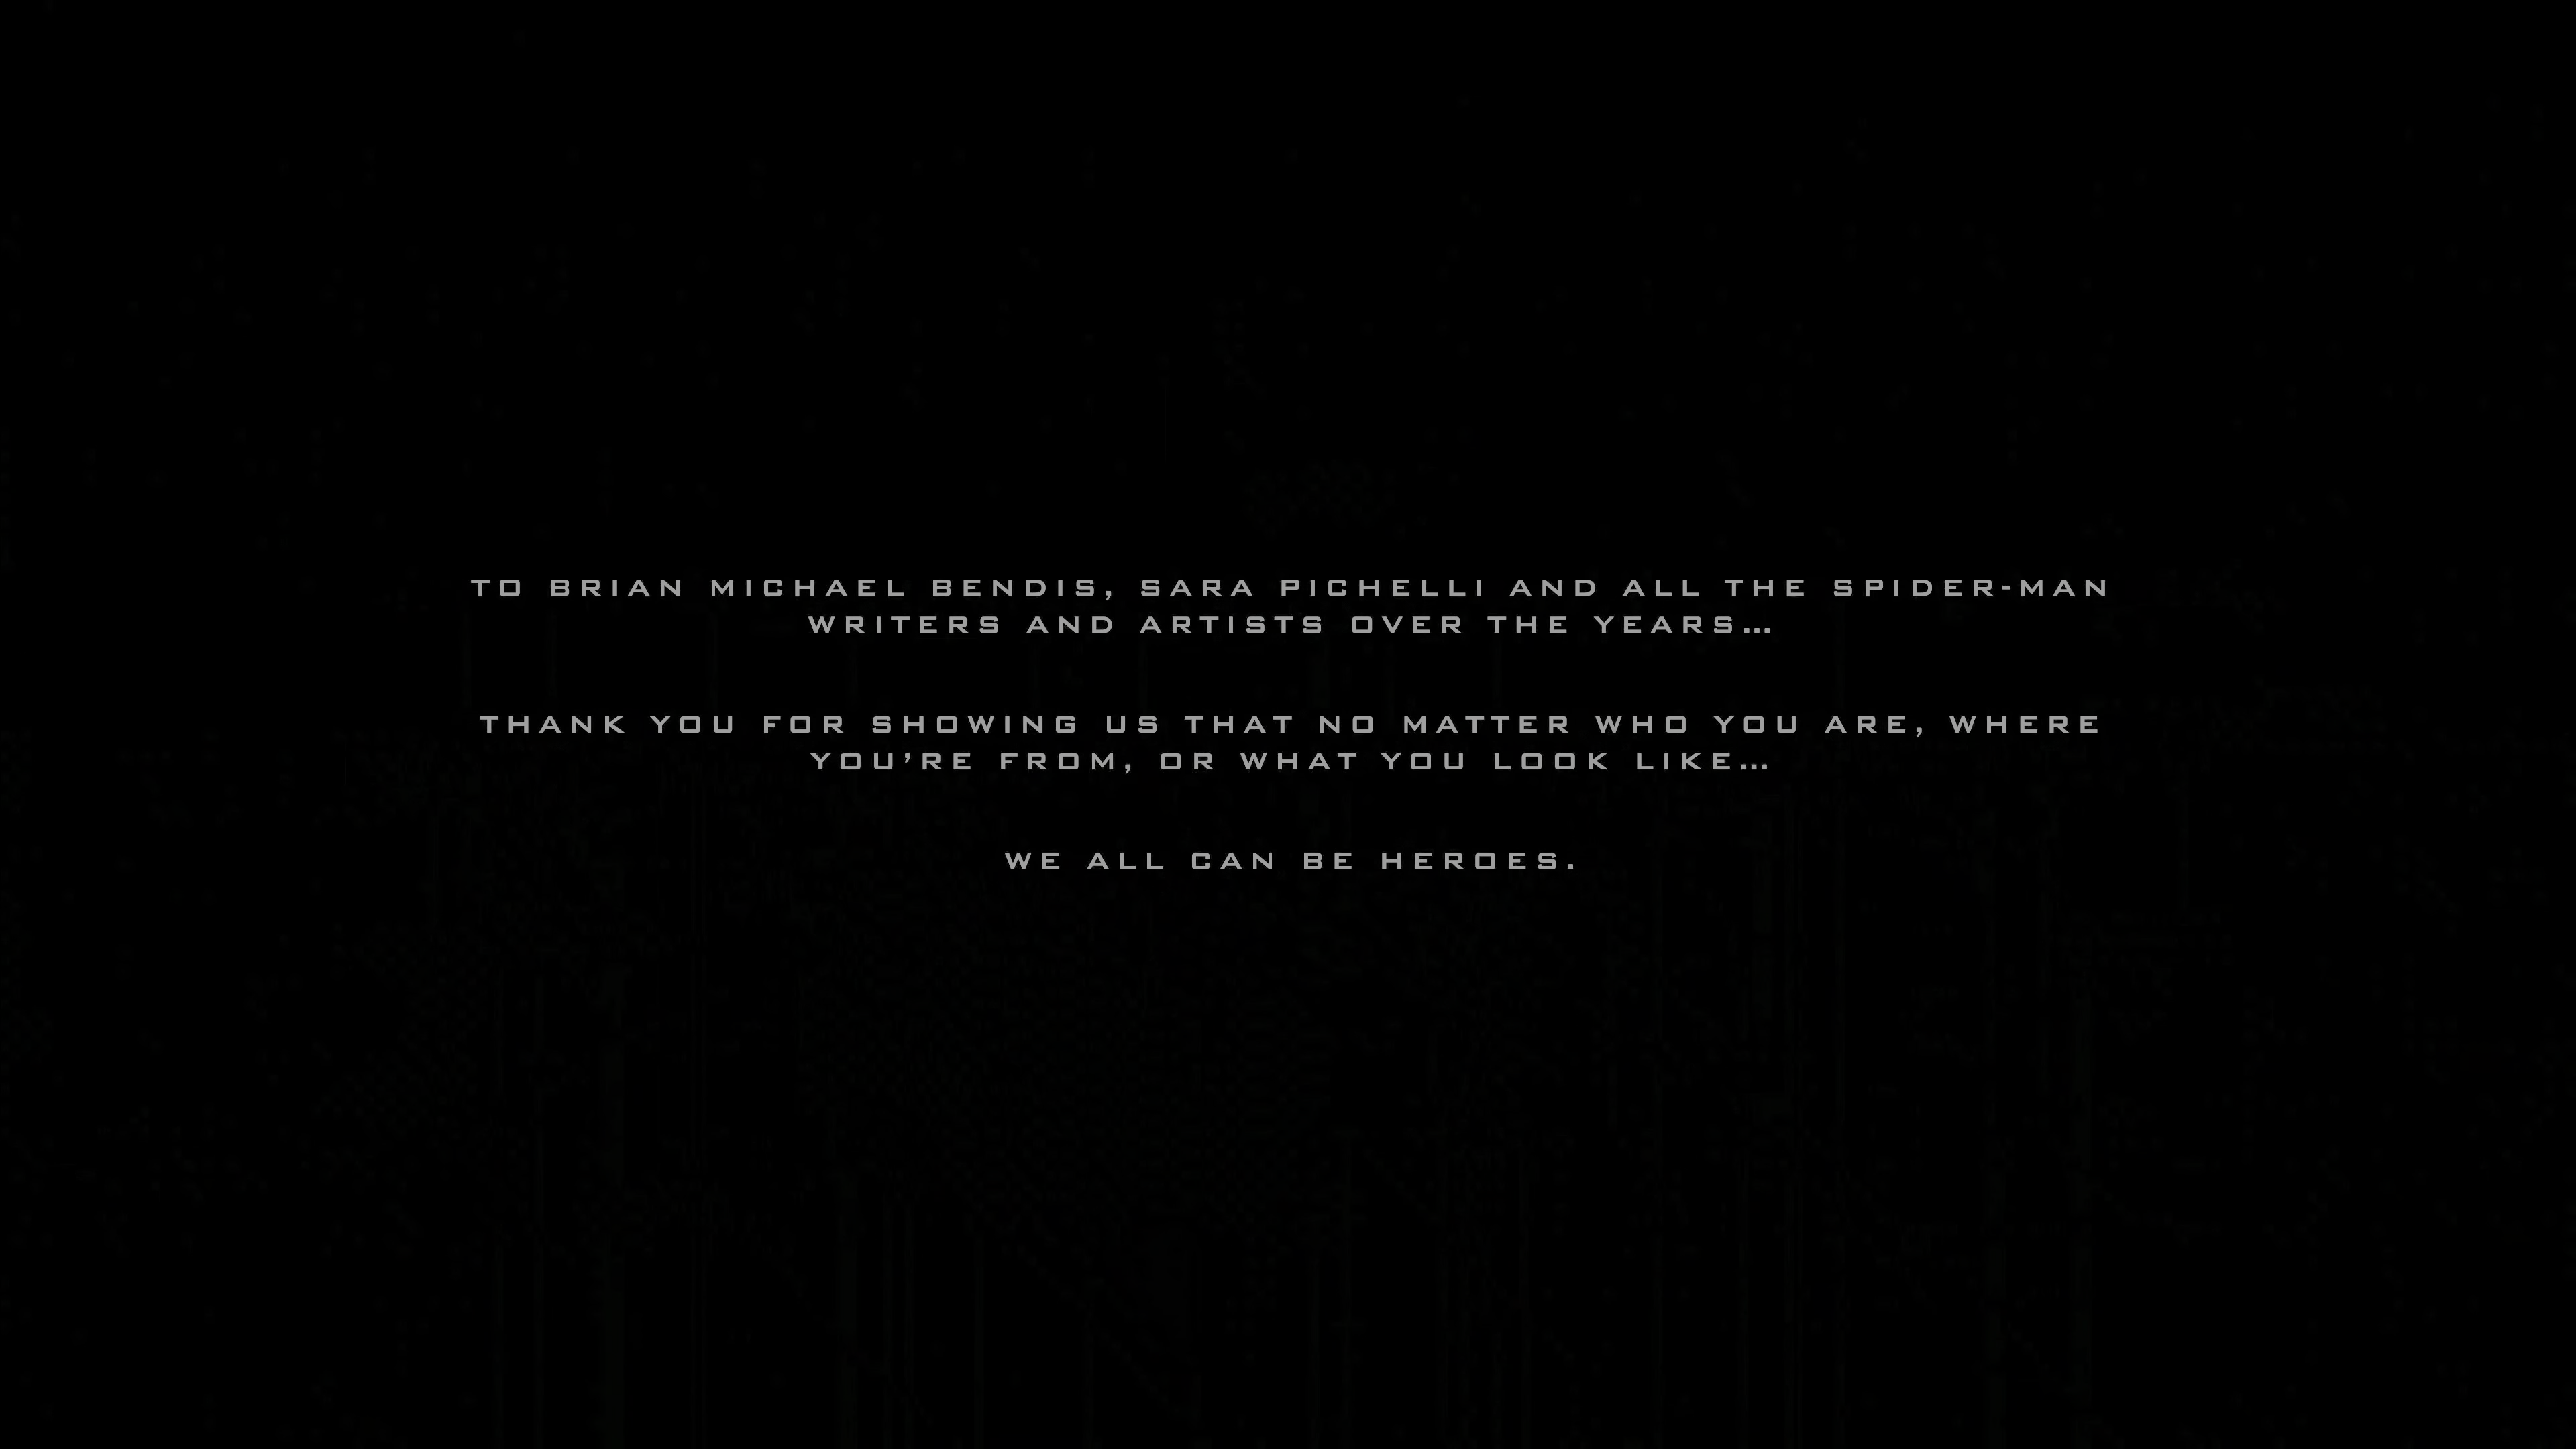 TO BRIAN MICHAEL BENDIS, SARA PICHELLI AND ALL THE SPIDER-MAN
WRITERS AND ARTISTS OVER THE YEARS…
THANK YOU FOR SHOWING US THAT NO MATTER WHO YOU ARE, WHERE
YOU’RE FROM, OR WHAT YOU LOOK LIKE…
WE ALL CAN BE HEROES.